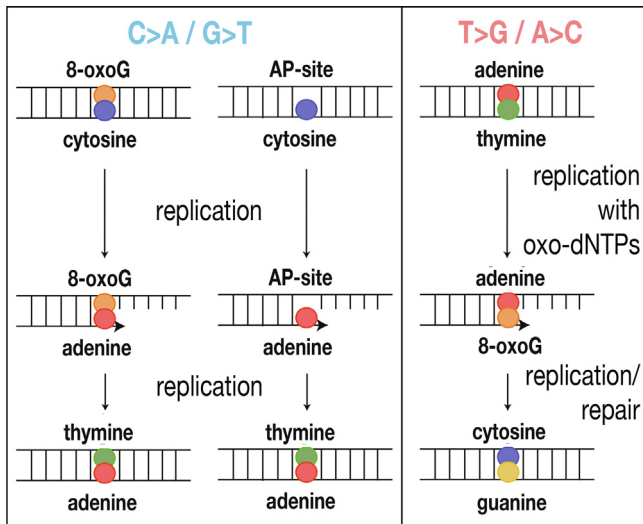 C>A / G>T
8-oxoG
cytosine
AP-site
cytosine
replication
8-oxoG
adenine
AP-site
adenine
replication
thymine
adenine
thymine
adenine
T>G / A>C
adenine
thymine
replication
with
oxo-dNTPs
adenine
8-oxoG
replication/
repair
cytosine
guanine